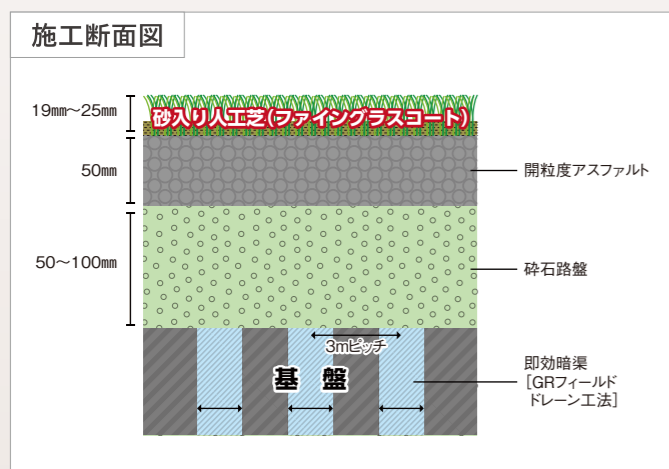 施工断面図
19㎜～25㎜
砂入り人工芝(ファイングラスコート)
50㎜
開粒度アスファルト
50～100㎜
砕石路盤
3mピッチ
基 盤
即効暗渠
[GRフィールド
ドレーン工法]